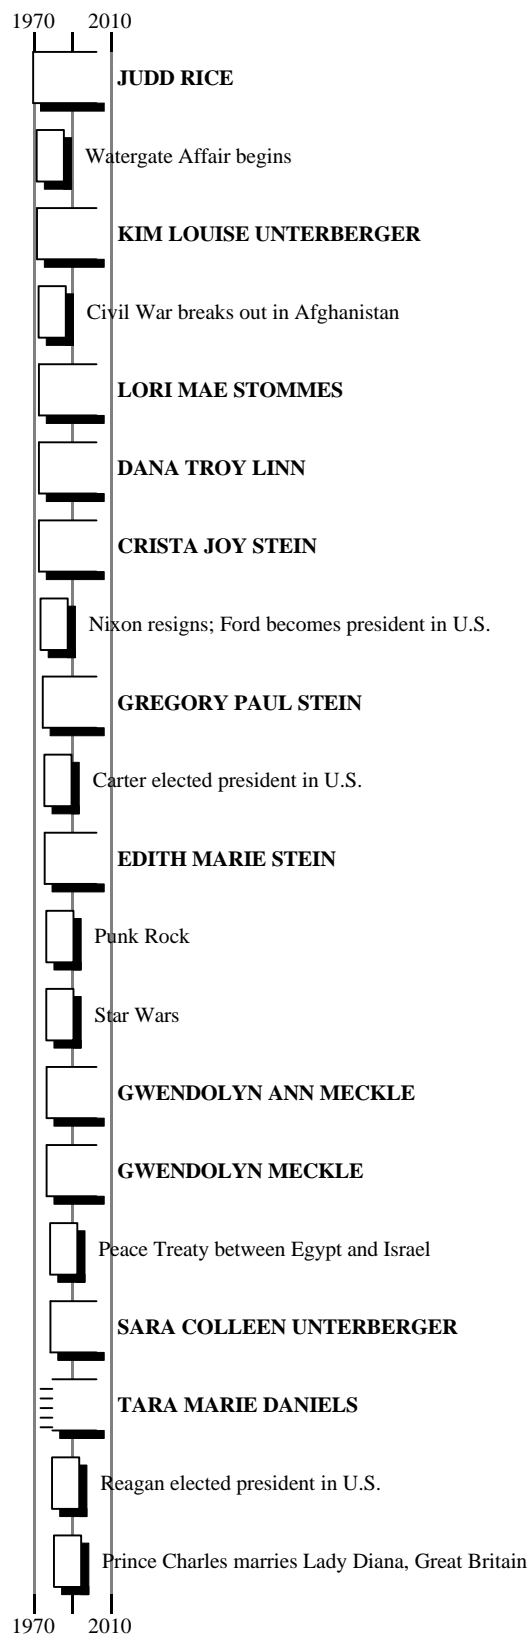 1970 2010
JUDD RICE
Watergate Affair begins
KIM LOUISE UNTERBERGER
Civil War breaks out in Afghanistan
LORI MAE STOMMES
DANA TROY LINN
CRISTA JOY STEIN
Nixon resigns; Ford becomes president in U.S.
GREGORY PAUL STEIN
Carter elected president in U.S.
EDITH MARIE STEIN
Punk Rock
Star Wars
GWENDOLYN ANN MECKLE
GWENDOLYN MECKLE
Peace Treaty between Egypt and Israel
SARA COLLEEN UNTERBERGER
TARA MARIE DANIELS
Reagan elected president in U.S.
Prince Charles marries Lady Diana, Great Britain
1970 2010